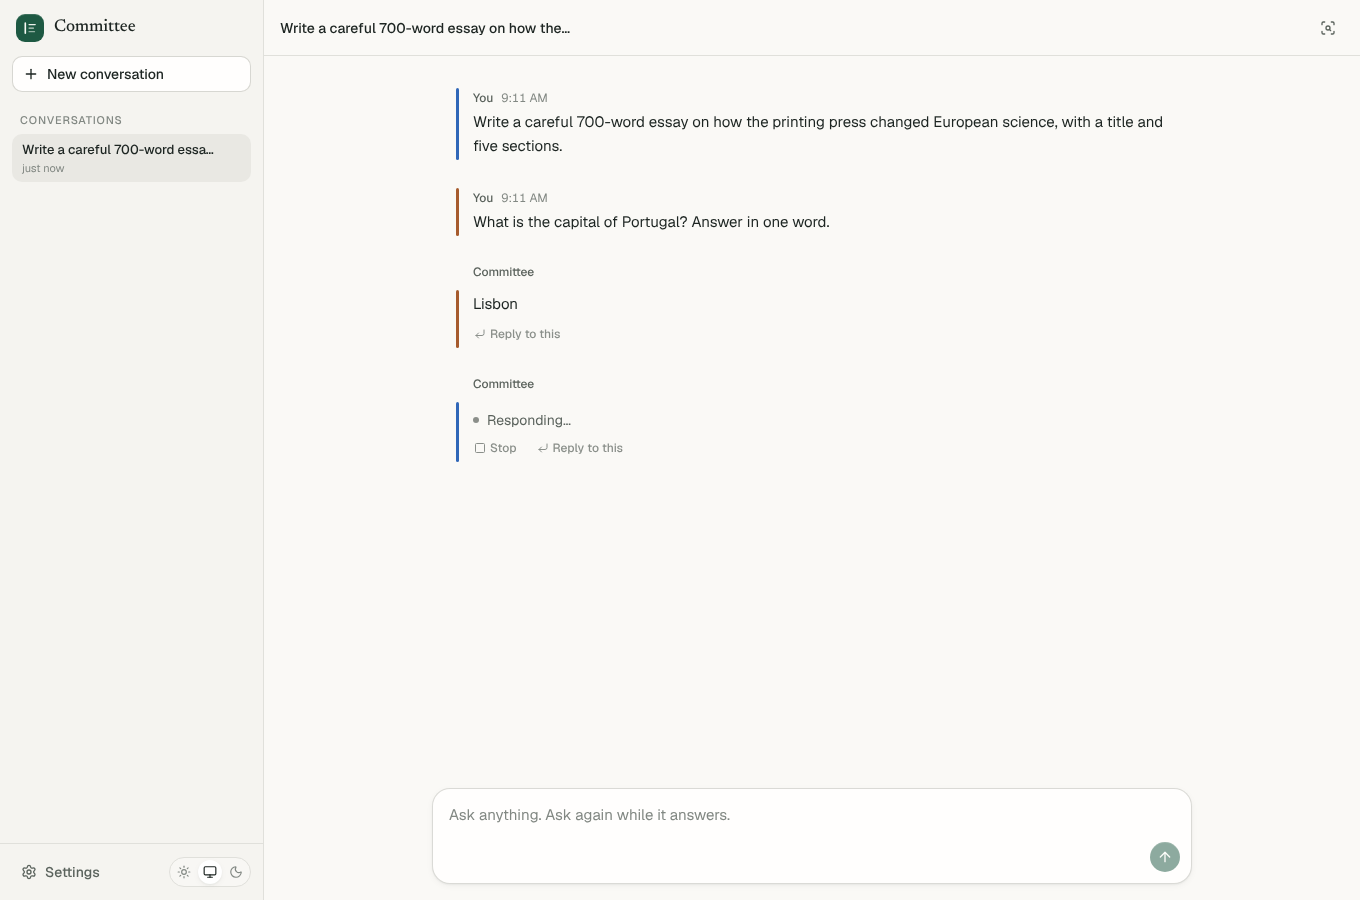 Committee
New conversation
CONVERSATIONS
Write a careful 700-word essa…
just now
Settings
Write a careful 700-word essay on how the…
You 9:11 AM
Write a careful 700-word essay on how the printing press changed European science, with a title and
five sections.
You 9:11 AM
What is the capital of Portugal? Answer in one word.
Committee
Lisbon
Reply to this
Committee
Responding…
Stop Reply to this
Ask anything. Ask again while it answers.